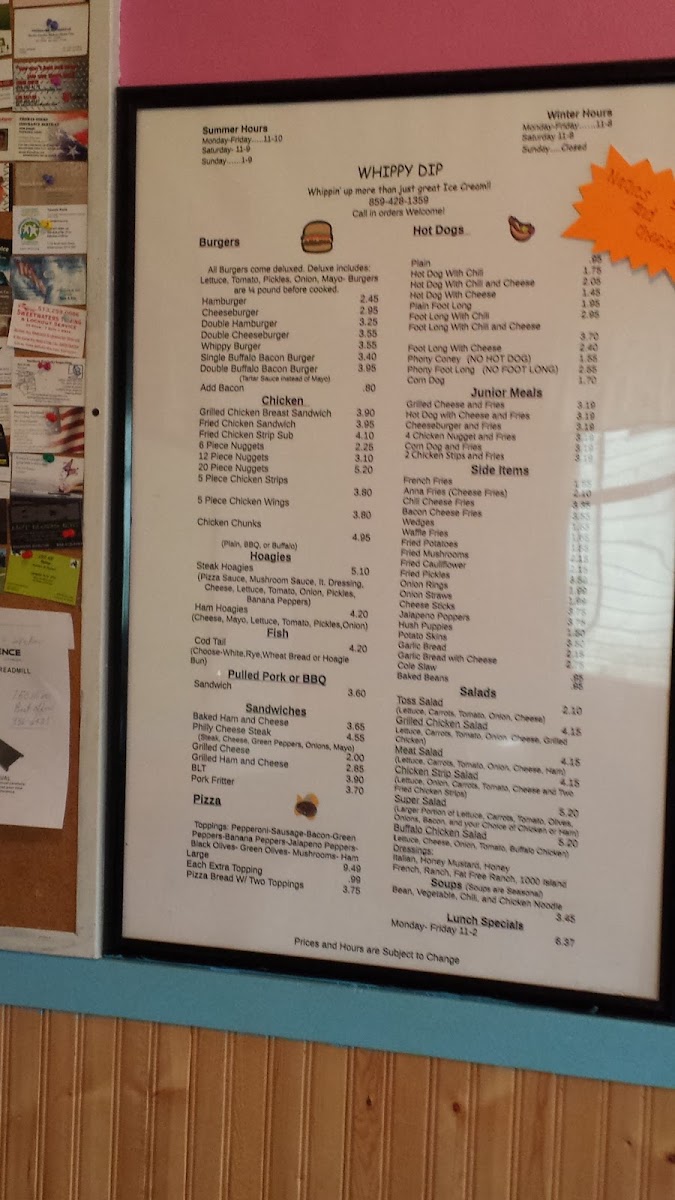 Summer Hours
Monday-Friday.....11-10
Saturday- 11-9
Sunday......1-9
Winter Hours
Monday-Friday......11-8
Saturday 11-8
Sunday.....Closed
WHIPPY DIP
Whippin' up more than just great Ice Cream!!
859-428-1359
Call in orders Welcome!
Burgers
All Burgers come deluxed. Deluxe includes:
Lettuce, Tomato, Pickles, Onion, Mayo- Burgers
are ¼ pound before cooked.
Hamburger 2.45
Cheeseburger 2.95
Double Hamburger 3.25
Double Cheeseburger 3.55
Whippy Burger 3.55
Single Buffalo Bacon Burger 3.40
Double Buffalo Bacon Burger 3.95
(Tartar Sauce instead of Mayo)
Add Bacon .80
Chicken
Grilled Chicken Breast Sandwich 3.90
Fried Chicken Sandwich 3.95
Fried Chicken Strip Sub 4.10
6 Piece Nuggets 2.25
12 Piece Nuggets 3.10
20 Piece Nuggets 5.20
5 Piece Chicken Strips
3.80
5 Piece Chicken Wings
3.80
Chicken Chunks
4.95
(Plain, BBQ, or Buffalo)
Hoagies
Steak Hoagies 5.10
(Pizza Sauce, Mushroom Sauce, It. Dressing,
Cheese, Lettuce, Tomato, Onion, Pickles,
Banana Peppers)
Ham Hoagies 4.20
(Cheese, Mayo, Lettuce, Tomato, Pickles,Onion)
Fish
Cod Tail 4.20
(Choose-White,Rye,Wheat Bread or Hoagie
Bun)
Pulled Pork or BBQ
Sandwich 3.60
Sandwiches
Baked Ham and Cheese 3.65
Philly Cheese Steak 4.55
(Steak, Cheese, Green Peppers, Onions, Mayo)
Grilled Cheese 2.00
Grilled Ham and Cheese 2.85
BLT 3.90
Pork Fritter 3.70
Pizza
Toppings: Pepperoni-Sausage-Bacon-Green
Peppers-Banana Peppers-Jalapeno Peppers-
Black Olives- Green Olives- Mushrooms- Ham
Large 9.49
Each Extra Topping .99
Pizza Bread W/ Two Toppings 3.75
Hot Dogs
Plain .95
Hot Dog With Chili 1.75
Hot Dog With Chili and Cheese 2.05
Hot Dog With Cheese 1.45
Plain Foot Long 1.95
Foot Long With Chili 2.95
Foot Long With Chili and Cheese
3.70
Foot Long With Cheese 2.40
Phony Coney (NO HOT DOG) 1.55
Phony Foot Long (NO FOOT LONG) 2.55
Corn Dog 1.70
Junior Meals
Grilled Cheese and Fries 3.19
Hot Dog with Cheese and Fries 3.19
Cheeseburger and Fries 3.19
4 Chicken Nugget and Fries 3.19
Corn Dog and Fries 3.19
2 Chicken Stips and Fries 3.19
Side Items
French Fries
Anna Fries (Cheese Fries) 2.10
Chili Cheese Fries
Bacon Cheese Fries
Wedges
Waffle Fries
Fried Potatoes
Fried Mushrooms
Fried Cauliflower
Fried Pickles
Onion Rings
Onion Straws
Cheese Sticks
Jalapeno Poppers
Hush Puppies
Potato Skins
Garlic Bread
Garlic Bread with Cheese
Cole Slaw .95
Baked Beans .95
Salads
Toss Salad 2.10
(Lettuce, Carrots, Tomato, Onion, Cheese)
Grilled Chicken Salad 4.15
Lettuce, Carrots, Tomato, Onion, Cheese, Grilled
Chicken)
Meat Salad 4.15
(Lettuce, Carrots, Tomato, Onion, Cheese, Ham)
Chicken Strip Salad 4.15
(Lettuce, Onion, Carrots, Tomato, Cheese and Two
Fried Chicken Strips)
Super Salad 5.20
(Larger Portion of Lettuce, Carrots, Tomato, Olives,
Onions, Bacon, and your Choice of Chicken or Ham)
Buffalo Chicken Salad 5.20
Lettuce, Cheese, Onion, Tomato, Buffalo Chicken)
Dressings:
Italian, Honey Mustard, Honey
French, Ranch, Fat Free Ranch, 1000 Island
Soups (Soups are Seasonal)
Bean, Vegetable, Chili, and Chicken Noodle
3.45
Lunch Specials
Monday- Friday 11-2
6.37
Prices and Hours are Subject to Change
Nachos
and
Cheese
SWEETWATERS TOWING
& LOCKOUT SERVICE